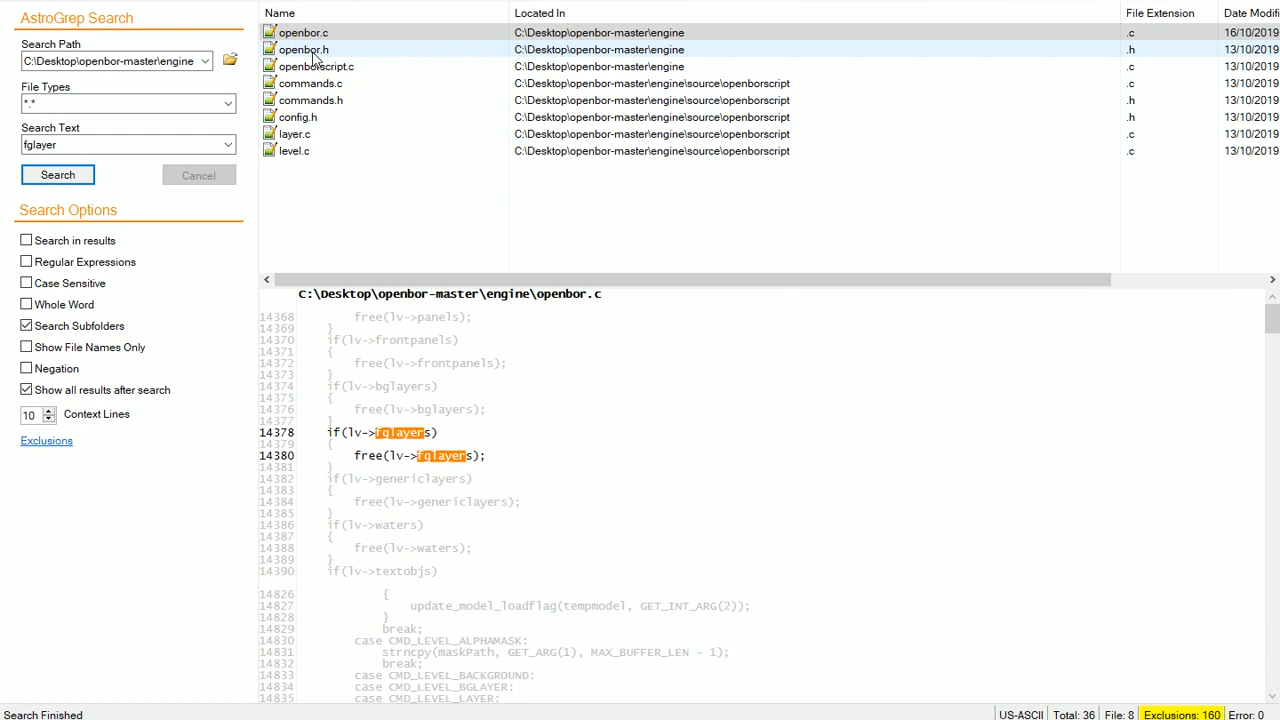 AstroGrep Search
Search Path
C:\Desktop\openbor-master\engine
File Types
*.*
Search Text
fglayer
Search
Cancel
Search Options
Search in results
Regular Expressions
Case Sensitive
Whole Word
Search Subfolders
Show File Names Only
Negation
Show all results after search
10 Context Lines
Exclusions
Name Located In File Extension Date Modifi
openbor.c C:\Desktop\openbor-master\engine .c 16/10/2019
openbor.h C:\Desktop\openbor-master\engine .h 13/10/2019
openborscript.c C:\Desktop\openbor-master\engine .c 13/10/2019
commands.c C:\Desktop\openbor-master\engine\source\openborscript .c 13/10/2019
commands.h C:\Desktop\openbor-master\engine\source\openborscript .h 13/10/2019
config.h C:\Desktop\openbor-master\engine\source\openborscript .h 13/10/2019
layer.c C:\Desktop\openbor-master\engine\source\openborscript .c 13/10/2019
level.c C:\Desktop\openbor-master\engine\source\openborscript .c 13/10/2019
C:\Desktop\openbor-master\engine\openbor.c
14368 free(lv->panels);
14369 }
14370 if(lv->frontpanels)
14371 {
14372 free(lv->frontpanels);
14373 }
14374 if(lv->bglayers)
14375 {
14376 free(lv->bglayers);
14377 }
14378 if(lv->fglayers)
14379 {
14380 free(lv->fglayers);
14381 }
14382 if(lv->genericlayers)
14383 {
14384 free(lv->genericlayers);
14385 }
14386 if(lv->waters)
14387 {
14388 free(lv->waters);
14389 }
14390 if(lv->textobjs)
14826 {
14827 update_model_loadflag(tempmodel, GET_INT_ARG(2));
14828 }
14829 break;
14830 case CMD_LEVEL_ALPHAMASK:
14831 strncpy(maskPath, GET_ARG(1), MAX_BUFFER_LEN - 1);
14832 break;
14833 case CMD_LEVEL_BACKGROUND:
14834 case CMD_LEVEL_BGLAYER:
14835 case CMD_LEVEL_LAYER:
Search Finished US-ASCII Total: 36 File: 8 Exclusions: 160 Error: 0